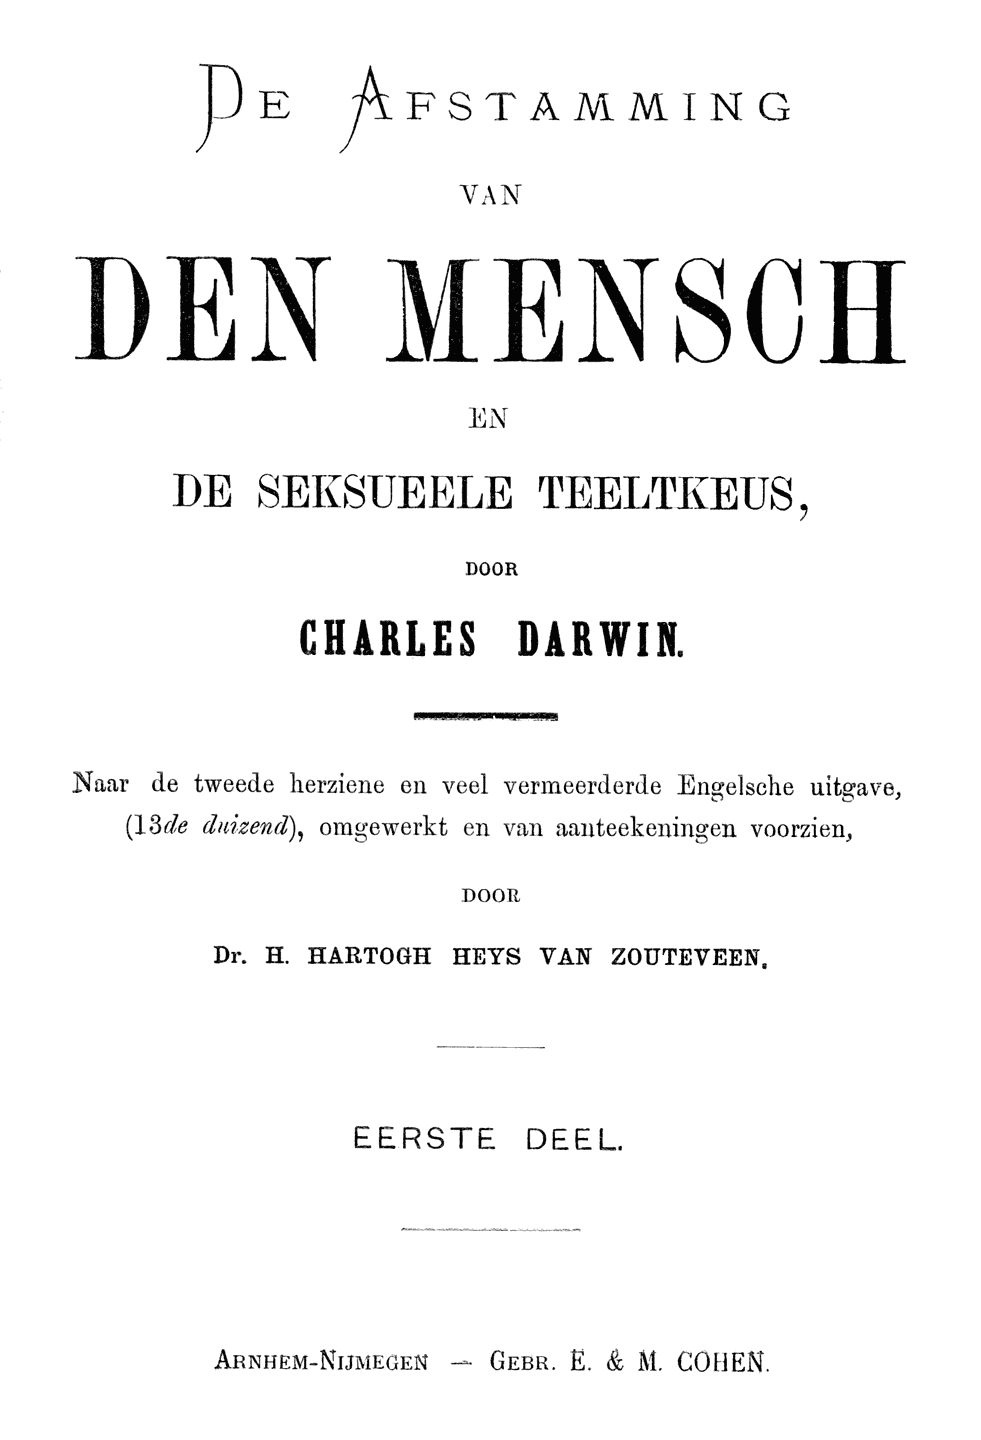 De Afstamming
VAN
DEN MENSCH
EN
DE SEKSUEELE TEELTKEUS,
DOOR
CHARLES DARWIN.
Naar de tweede herziene en veel vermeerderde Engelsche uitgave,
(13de duizend), omgewerkt en van aanteekeningen voorzien,
DOOR
Dr. H. HARTOGH HEYS VAN ZOUTEVEEN.
EERSTE DEEL.
Arnhem-Nijmegen — Gebr. E. & M. COHEN.